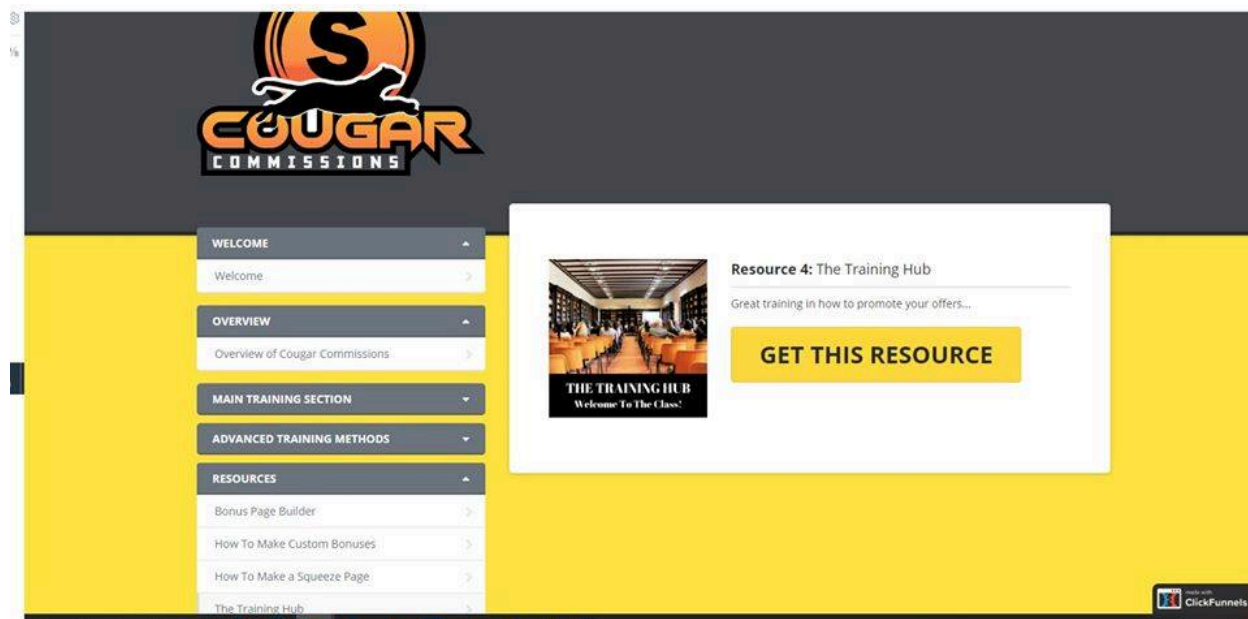 S
COUGAR
COMMISSIONS
WELCOME
Welcome
OVERVIEW
Overview of Cougar Commissions
MAIN TRAINING SECTION
ADVANCED TRAINING METHODS
RESOURCES
Bonus Page Builder
How To Make Custom Bonuses
How To Make a Squeeze Page
The Training Hub
THE TRAINING HUB
Welcome To The Class!
Resource 4: The Training Hub
Great training in how to promote your offers...
GET THIS RESOURCE
made with
ClickFunnels